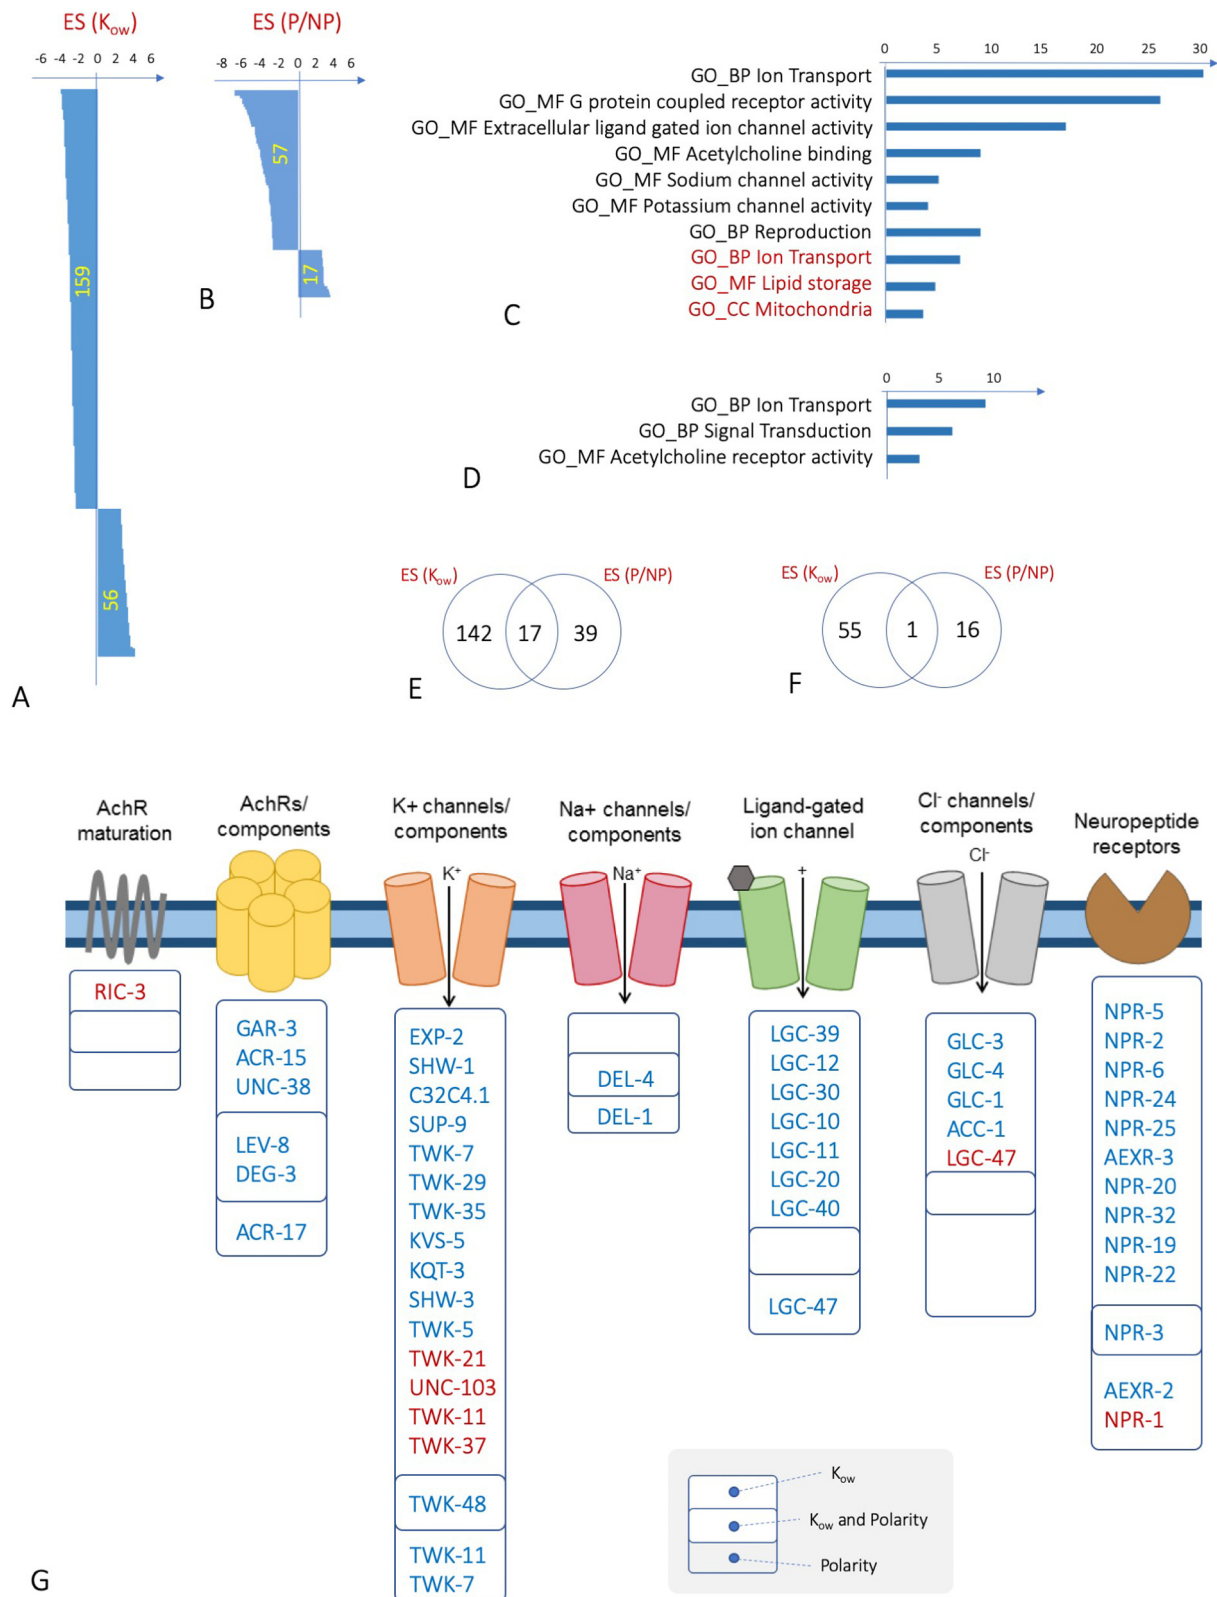 ES (Kow)
-6 -4 -2 0 2 4 6
159
56
A
ES (P/NP)
-8 -6 -4 -2 0 2 4 6
57
17
B
0 5 10 15 20 25 30
GO_BP Ion Transport
GO_MF G protein coupled receptor activity
GO_MF Extracellular ligand gated ion channel activity
GO_MF Acetylcholine binding
GO_MF Sodium channel activity
GO_MF Potassium channel activity
GO_BP Reproduction
GO_BP Ion Transport
GO_MF Lipid storage
GO_CC Mitochondria
C
0 5 10
GO_BP Ion Transport
GO_BP Signal Transduction
GO_MF Acetylcholine receptor activity
D
ES (Kow) ES (P/NP)
142 17 39
E
ES (Kow) ES (P/NP)
55 1 16
F
AchR
maturation
RIC-3
AchRs/
components
GAR-3
ACR-15
UNC-38
LEV-8
DEG-3
ACR-17
K+ channels/
components
K+
EXP-2
SHW-1
C32C4.1
SUP-9
TWK-7
TWK-29
TWK-35
KVS-5
KQT-3
SHW-3
TWK-5
TWK-21
UNC-103
TWK-11
TWK-37
TWK-48
TWK-11
TWK-7
Na+ channels/
components
Na+
DEL-4
DEL-1
Ligand-gated
ion channel
+
LGC-39
LGC-12
LGC-30
LGC-10
LGC-11
LGC-20
LGC-40
LGC-47
Cl- channels/
components
Cl-
GLC-3
GLC-4
GLC-1
ACC-1
LGC-47
Neuropeptide
receptors
NPR-5
NPR-2
NPR-6
NPR-24
NPR-25
AEXR-3
NPR-20
NPR-32
NPR-19
NPR-22
NPR-3
AEXR-2
NPR-1
Kow
Kow and Polarity
Polarity
G